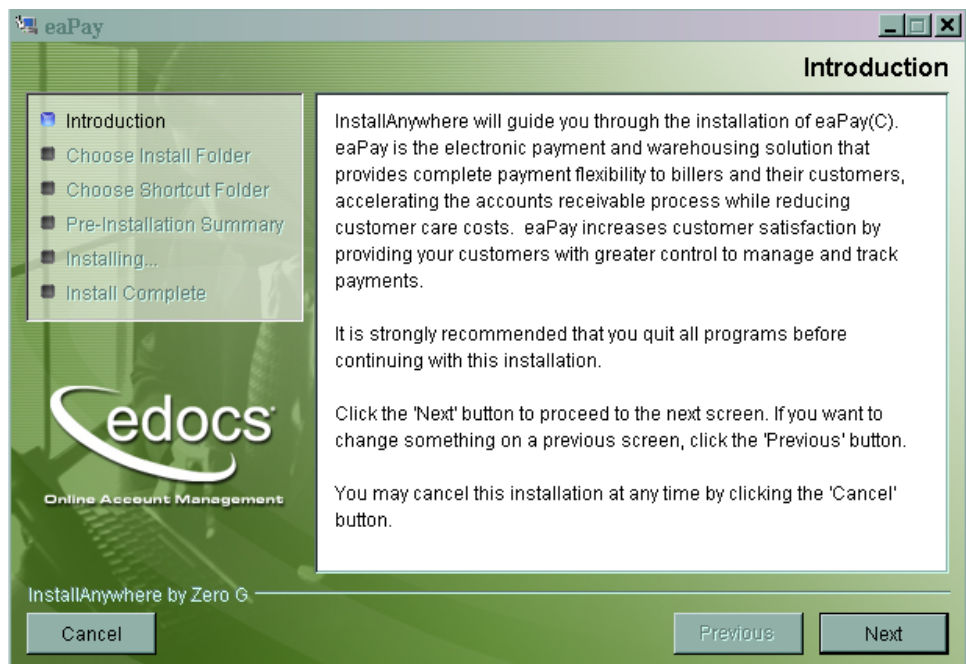 eaPay
Introduction
Introduction
Choose Install Folder
Choose Shortcut Folder
Pre-Installation Summary
Installing...
Install Complete
InstallAnywhere will guide you through the installation of eaPay(C).
eaPay is the electronic payment and warehousing solution that
provides complete payment flexibility to billers and their customers,
accelerating the accounts receivable process while reducing
customer care costs.  eaPay increases customer satisfaction by
providing your customers with greater control to manage and track
payments.
It is strongly recommended that you quit all programs before
continuing with this installation.
Click the 'Next' button to proceed to the next screen. If you want to
change something on a previous screen, click the 'Previous' button.
You may cancel this installation at any time by clicking the 'Cancel'
button.
edocs
Online Account Management
InstallAnywhere by Zero G
Cancel
Previous
Next